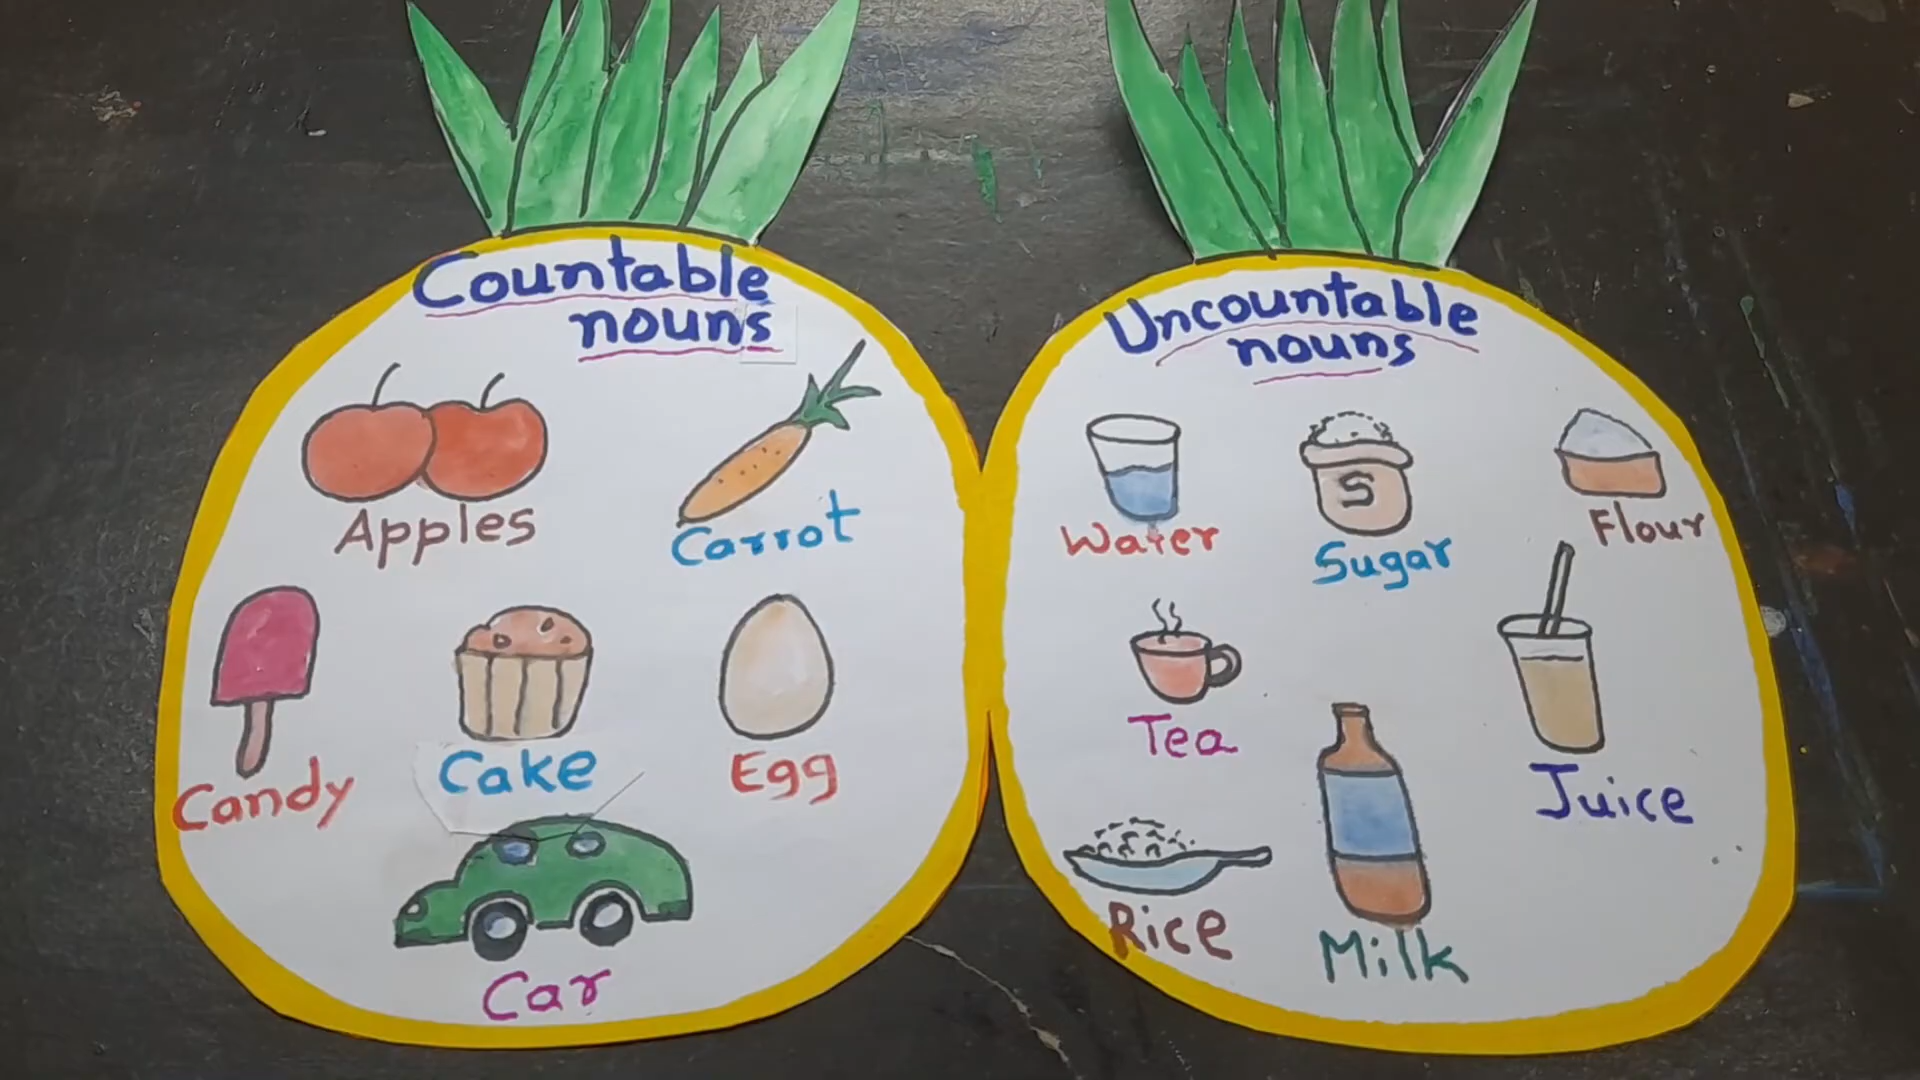 Countable
nouns
Apples
Carrot
Candy
Cake
Egg
Car
Uncountable
nouns
Water
S
Sugar
Flour
Tea
Juice
Rice
Milk